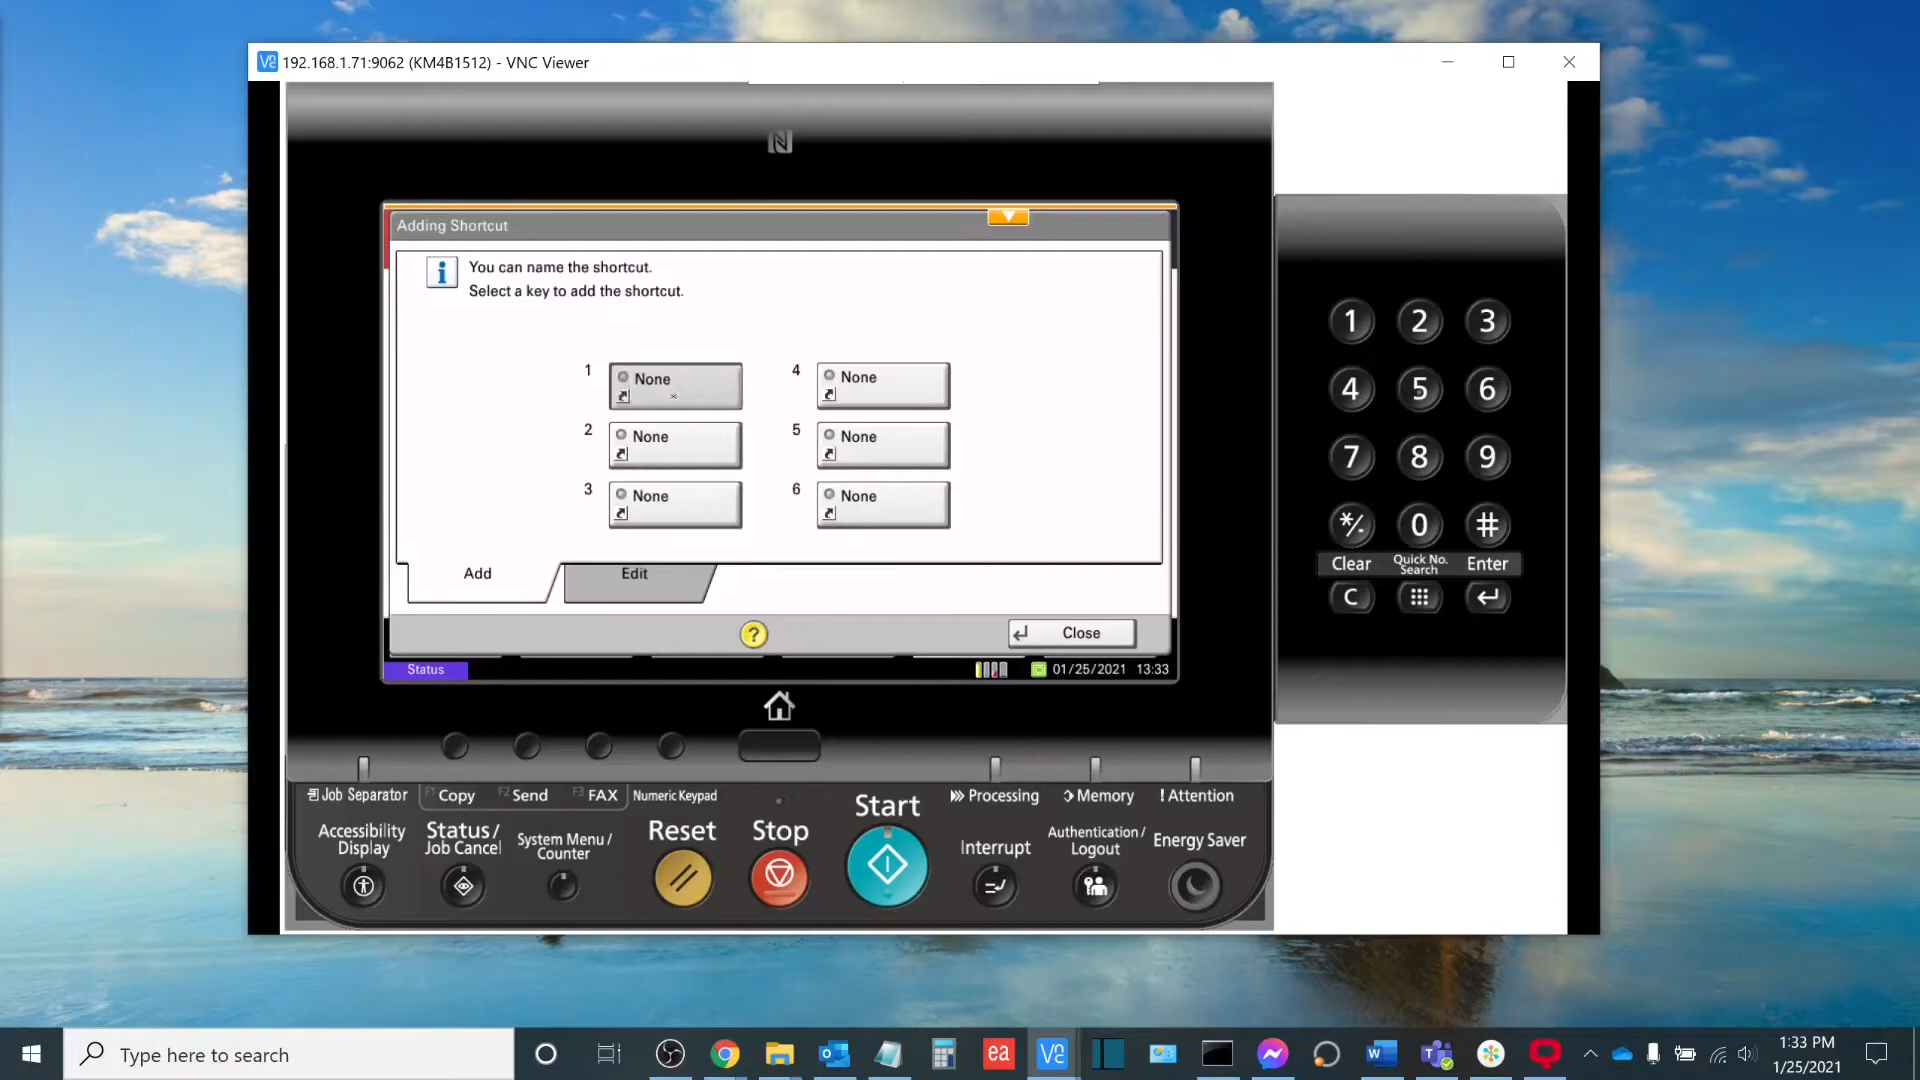 192.168.1.71:9062 (KM4B1512) - VNC Viewer
Adding Shortcut
You can name the shortcut.
Select a key to add the shortcut.
1 None
4 None
2 None
5 None
3 None
6 None
Add
Edit
? Close
Status
01/25/2021 13:33
1 2 3
4 5 6
7 8 9
*/. 0 #
Clear Quick No. Search Enter
C
Job Separator
F1 Copy F2 Send F3 FAX
Numeric Keypad
Start
Processing
Memory
! Attention
Accessibility Display
Status / Job Cancel
System Menu / Counter
Reset
Stop
Interrupt
Authentication / Logout
Energy Saver
Type here to search
ea
1:33 PM
1/25/2021